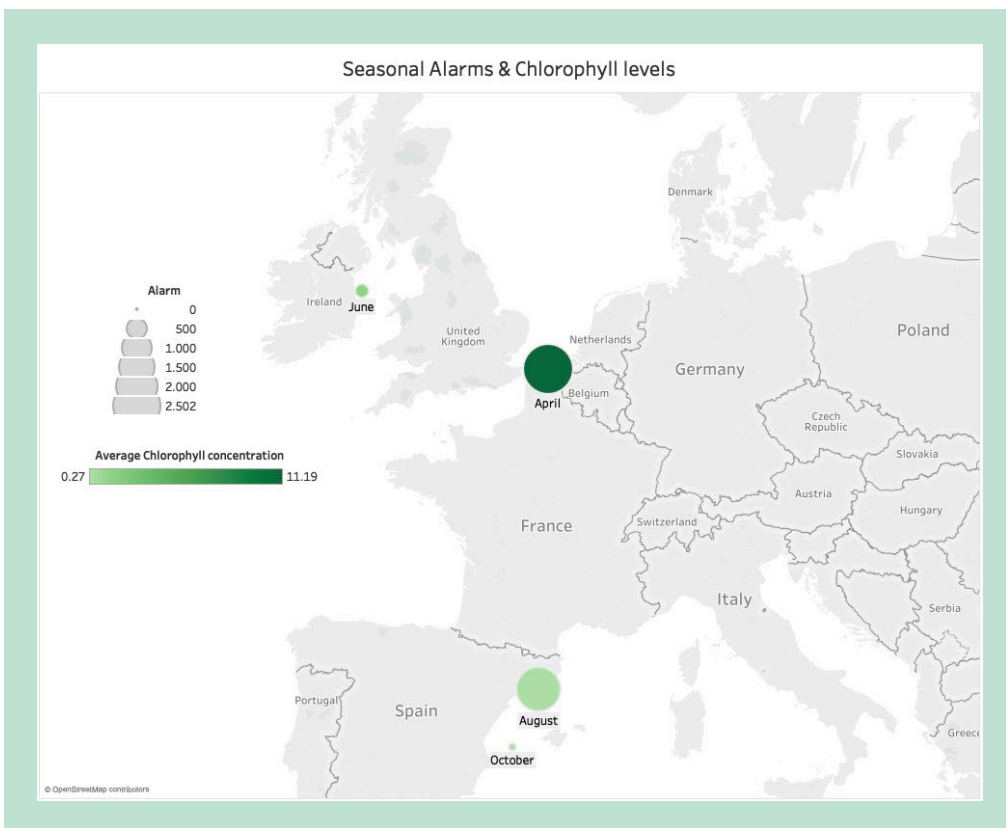 Seasonal Alarms & Chlorophyll levels
Denmark
Ireland
June
United
Kingdom
Netherlands
Poland
Germany
Belgium
April
Czech
Republic
Slovakia
Austria
Hungary
France
Switzerland
Italy
Serbia
Portugal
Spain
August
Greece
October
Alarm
0
500
1.000
1.500
2.000
2.502
Average Chlorophyll concentration
0.27
11.19
© OpenStreetMap contributors